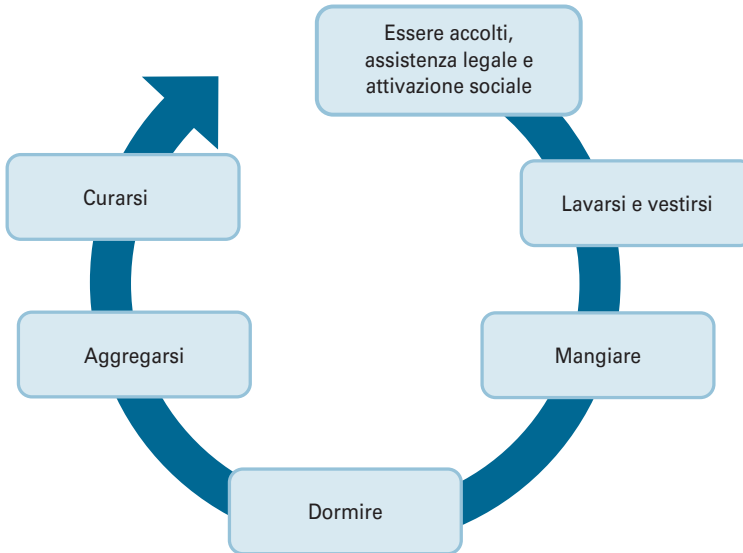 Essere accolti,
assistenza legale e
attivazione sociale
Lavarsi e vestirsi
Mangiare
Dormire
Aggregarsi
Curarsi